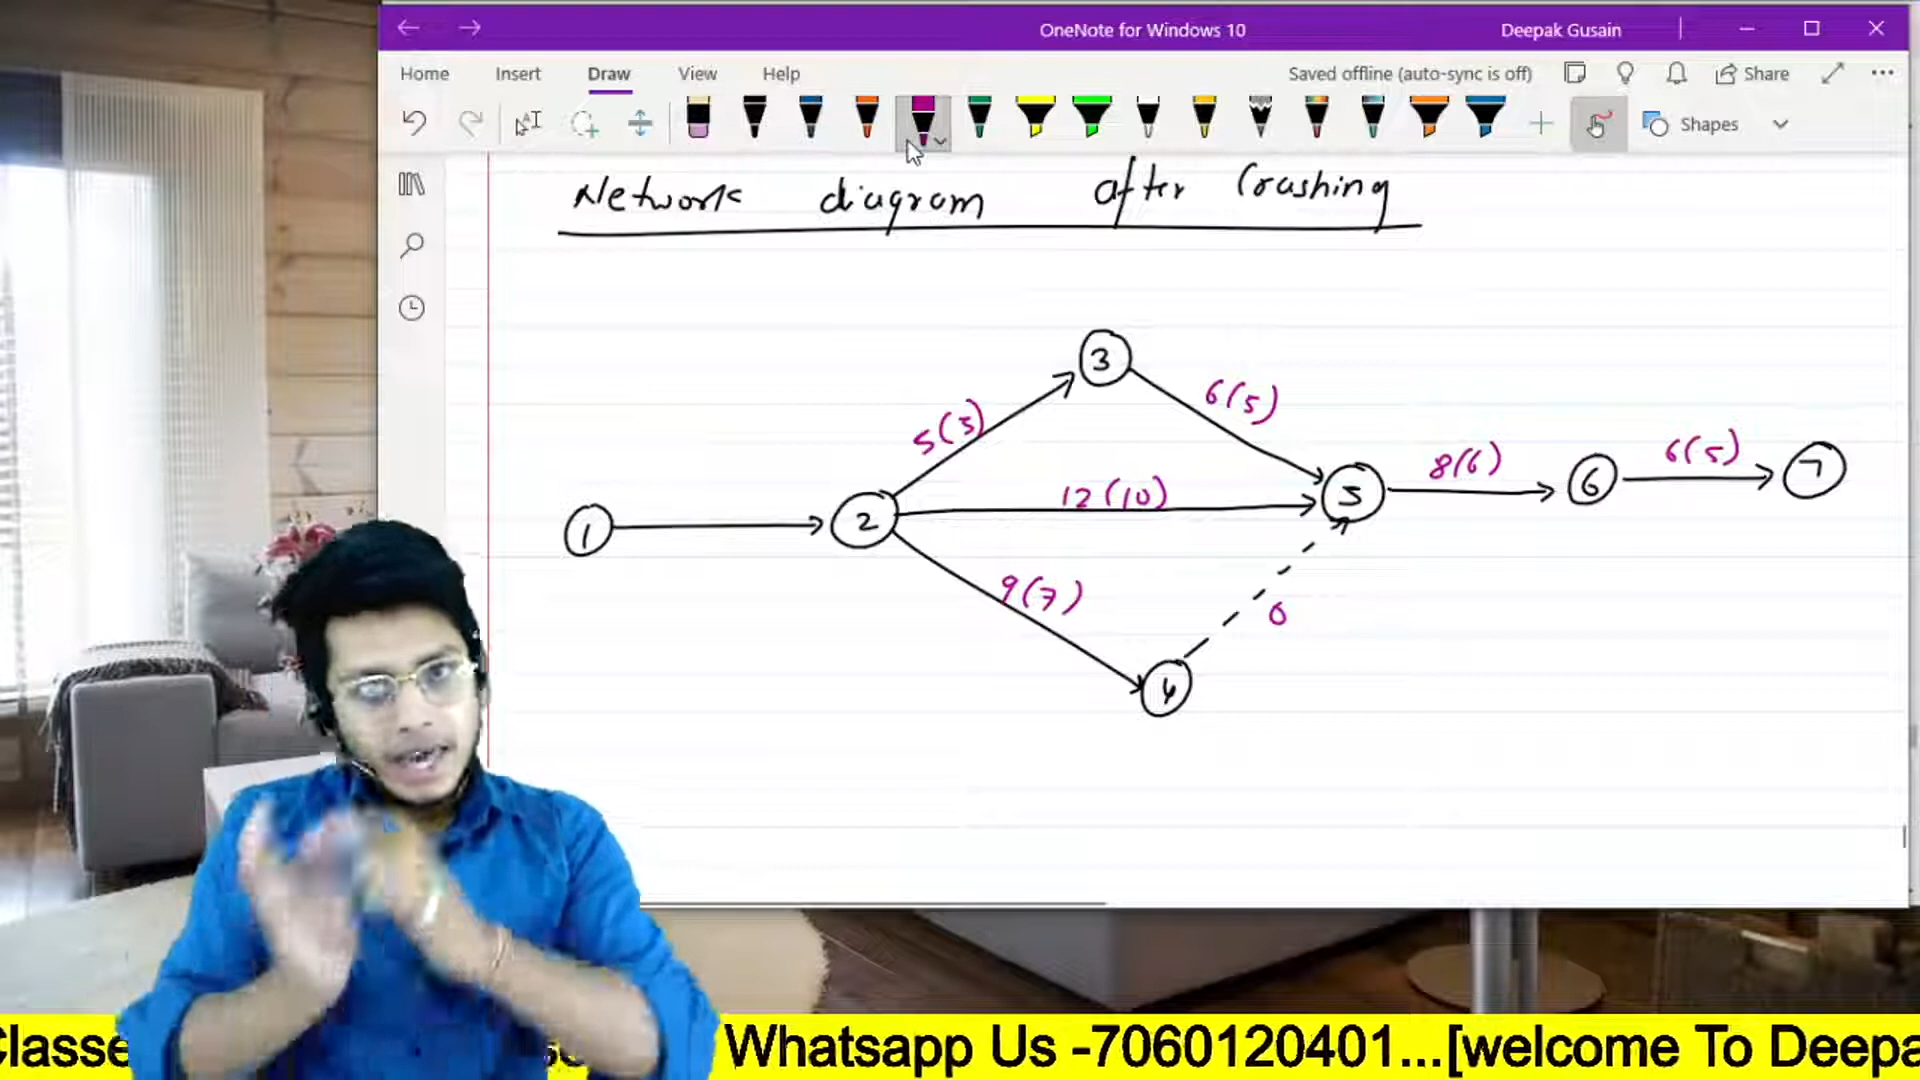 OneNote for Windows 10
Deepak Gusain
Home Insert Draw View Help
Saved offline (auto-sync is off)
Share
Shapes
Network diagram after Crashing
3
5(3)
6(5)
8(6)
6(5)
7
6
5
12(10)
2
1
9(7)
0
4
Classe
Whatsapp Us -7060120401...[welcome To Deepa